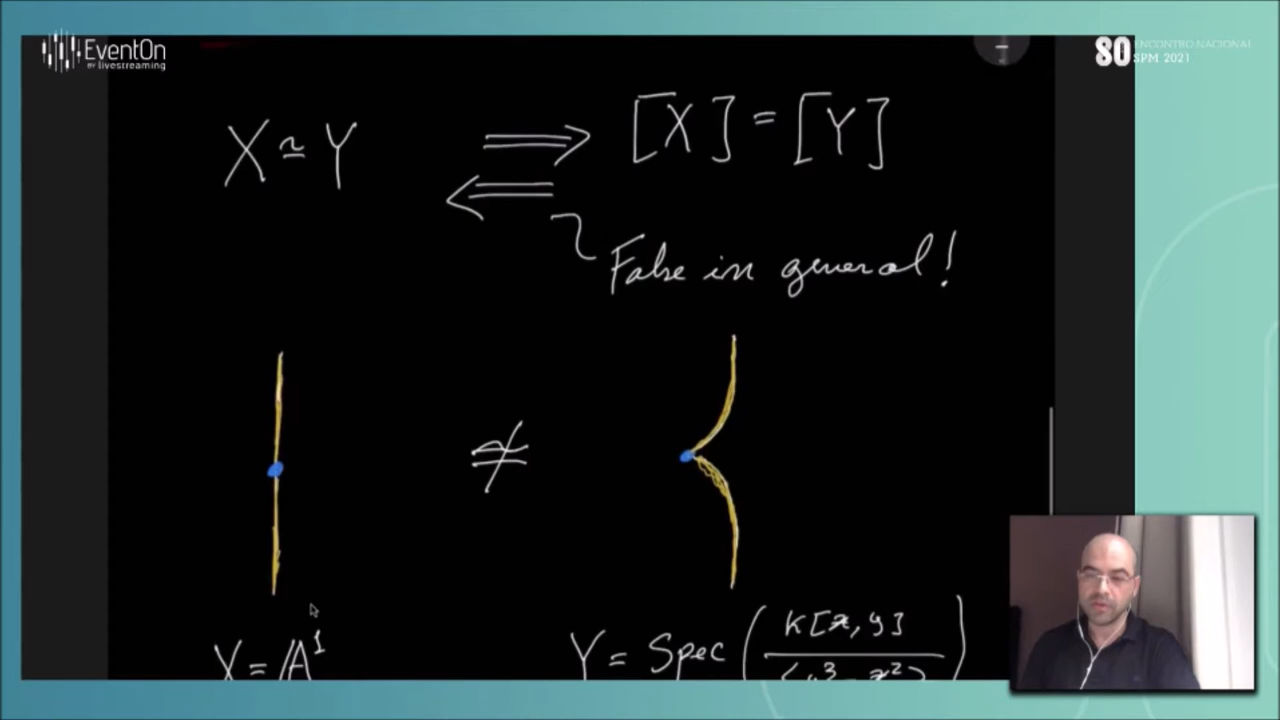 EventOn
BY livestreaming
80 ENCONTRO NACIONAL
SPM 2021
X ≃ Y ⟹ [X] = [Y]
⟸
False in general!
≄
X = A¹
Y = Spec ( K[x, y]
(y³ - x²) )